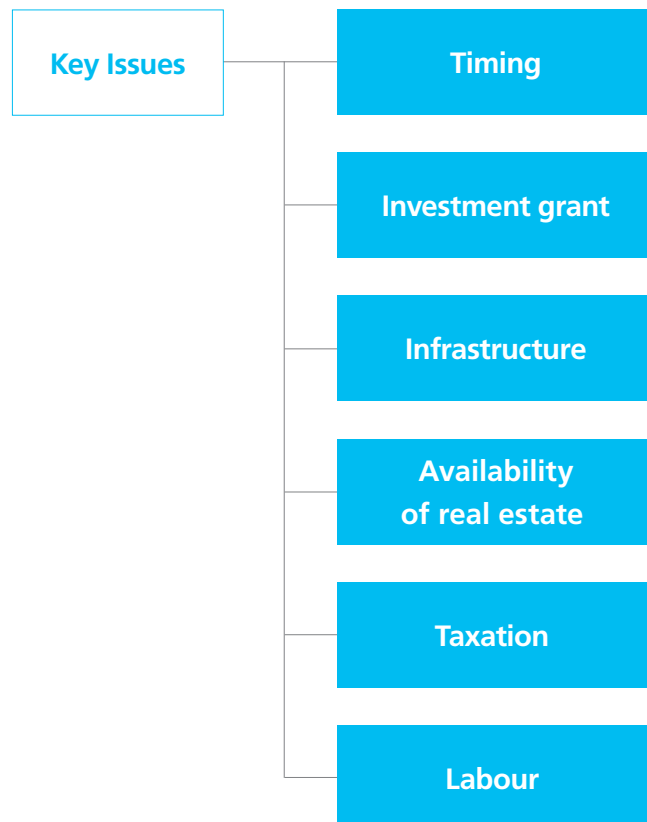 Key Issues
Timing
Investment grant
Infrastructure
Availability
of real estate
Taxation
Labour